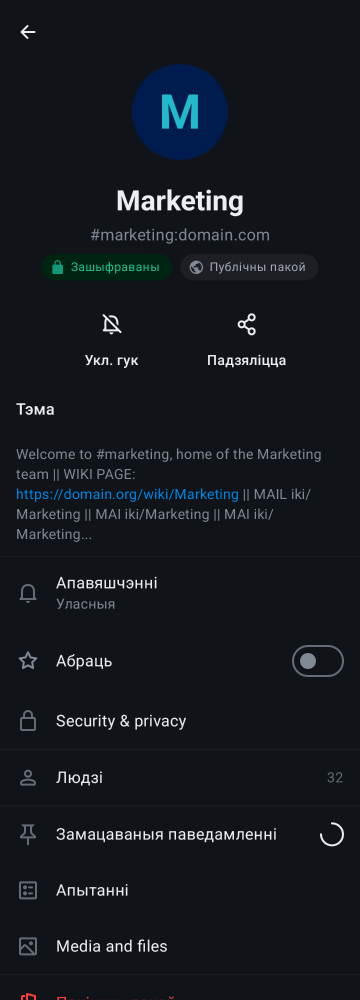 M
Marketing
#marketing:domain.com
Зашыфраваны
Публічны пакой
Укл. гук
Падзяліцца
Тэма
Welcome to #marketing, home of the Marketing
team || WIKI PAGE:
https://domain.org/wiki/Marketing || MAIL iki/
Marketing || MAI iki/Marketing || MAI iki/
Marketing...
Апавяшчэнні
Уласныя
Абраць
Security & privacy
Людзі
32
Замацаваныя паведамленні
Апытанні
Media and files